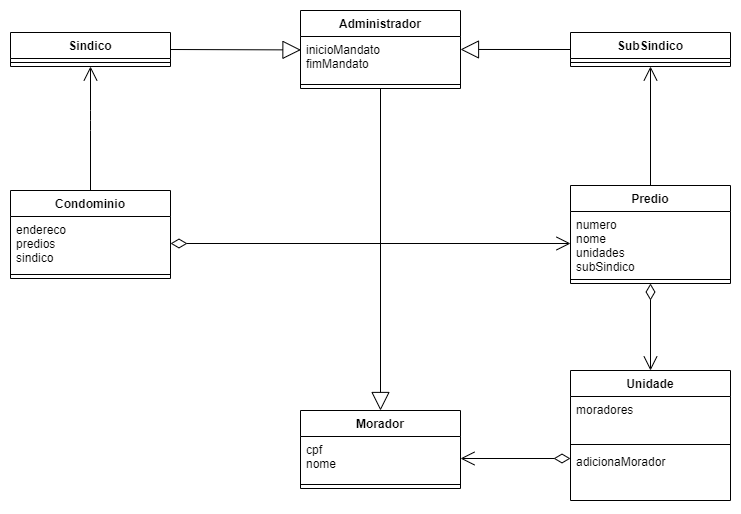 Administrador
inicioMandato
fimMandato
Sindico
SubSindico
Condominio
endereco
predios
sindico
Predio
numero
nome
unidades
subSindico
Unidade
moradores
adicionaMorador
Morador
cpf
nome